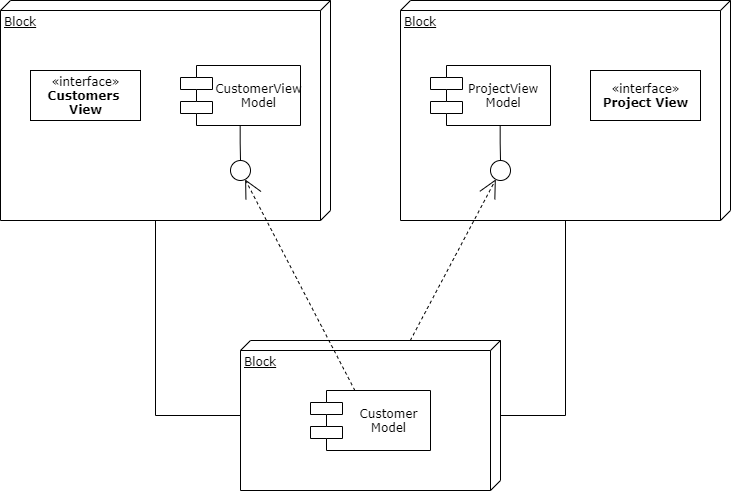 Block
«interface»
Customers
View
CustomerView
Model
Block
ProjectView
Model
«interface»
Project View
Block
Customer
Model